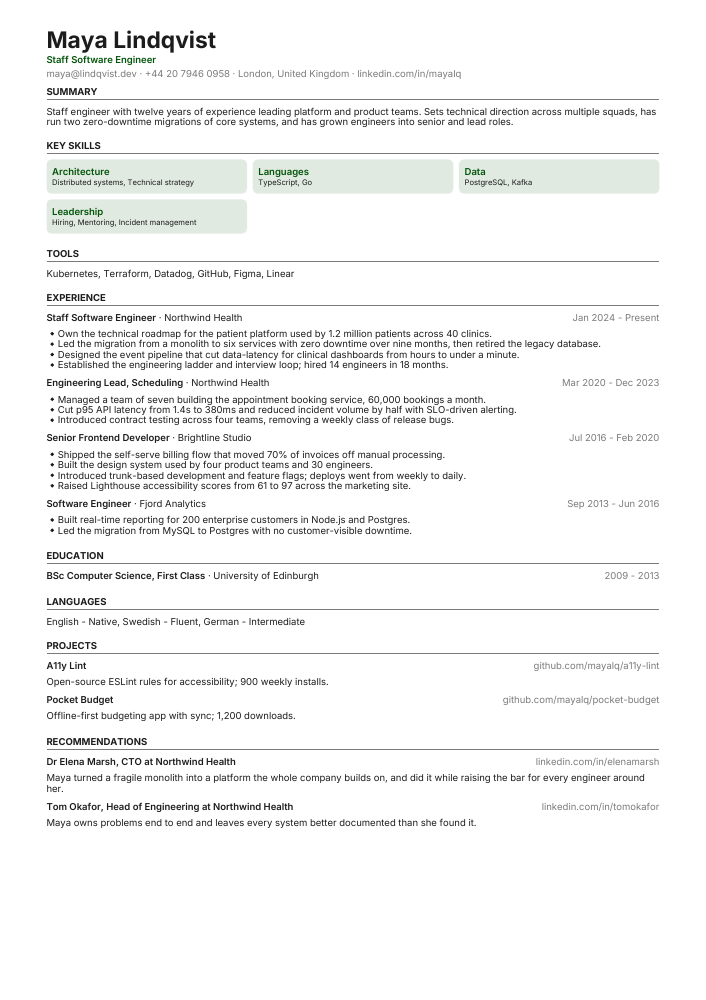 Maya Lindqvist
Staff Software Engineer
maya@lindqvist.dev · +44 20 7946 0958 · London, United Kingdom · linkedin.com/in/mayalq
SUMMARY
Staff engineer with twelve years of experience leading platform and product teams. Sets technical direction across multiple squads, has
run two zero-downtime migrations of core systems, and has grown engineers into senior and lead roles.
KEY SKILLS
Architecture
Distributed systems, Technical strategy
Languages
TypeScript, Go
Data
PostgreSQL, Kafka
Leadership
Hiring, Mentoring, Incident management
TOOLS
Kubernetes, Terraform, Datadog, GitHub, Figma, Linear
EXPERIENCE
Staff Software Engineer · Northwind Health Jan 2024 - Present
• Own the technical roadmap for the patient platform used by 1.2 million patients across 40 clinics.
• Led the migration from a monolith to six services with zero downtime over nine months, then retired the legacy database.
• Designed the event pipeline that cut data-latency for clinical dashboards from hours to under a minute.
• Established the engineering ladder and interview loop; hired 14 engineers in 18 months.
Engineering Lead, Scheduling · Northwind Health Mar 2020 - Dec 2023
• Managed a team of seven building the appointment booking service, 60,000 bookings a month.
• Cut p95 API latency from 1.4s to 380ms and reduced incident volume by half with SLO-driven alerting.
• Introduced contract testing across four teams, removing a weekly class of release bugs.
Senior Frontend Developer · Brightline Studio Jul 2016 - Feb 2020
• Shipped the self-serve billing flow that moved 70% of invoices off manual processing.
• Built the design system used by four product teams and 30 engineers.
• Introduced trunk-based development and feature flags; deploys went from weekly to daily.
• Raised Lighthouse accessibility scores from 61 to 97 across the marketing site.
Software Engineer · Fjord Analytics Sep 2013 - Jun 2016
• Built real-time reporting for 200 enterprise customers in Node.js and Postgres.
• Led the migration from MySQL to Postgres with no customer-visible downtime.
EDUCATION
BSc Computer Science, First Class · University of Edinburgh 2009 - 2013
LANGUAGES
English - Native, Swedish - Fluent, German - Intermediate
PROJECTS
A11y Lint github.com/mayalq/a11y-lint
Open-source ESLint rules for accessibility; 900 weekly installs.
Pocket Budget github.com/mayalq/pocket-budget
Offline-first budgeting app with sync; 1,200 downloads.
RECOMMENDATIONS
Dr Elena Marsh, CTO at Northwind Health linkedin.com/in/elenamarsh
Maya turned a fragile monolith into a platform the whole company builds on, and did it while raising the bar for every engineer around
her.
Tom Okafor, Head of Engineering at Northwind Health linkedin.com/in/tomokafor
Maya owns problems end to end and leaves every system better documented than she found it.